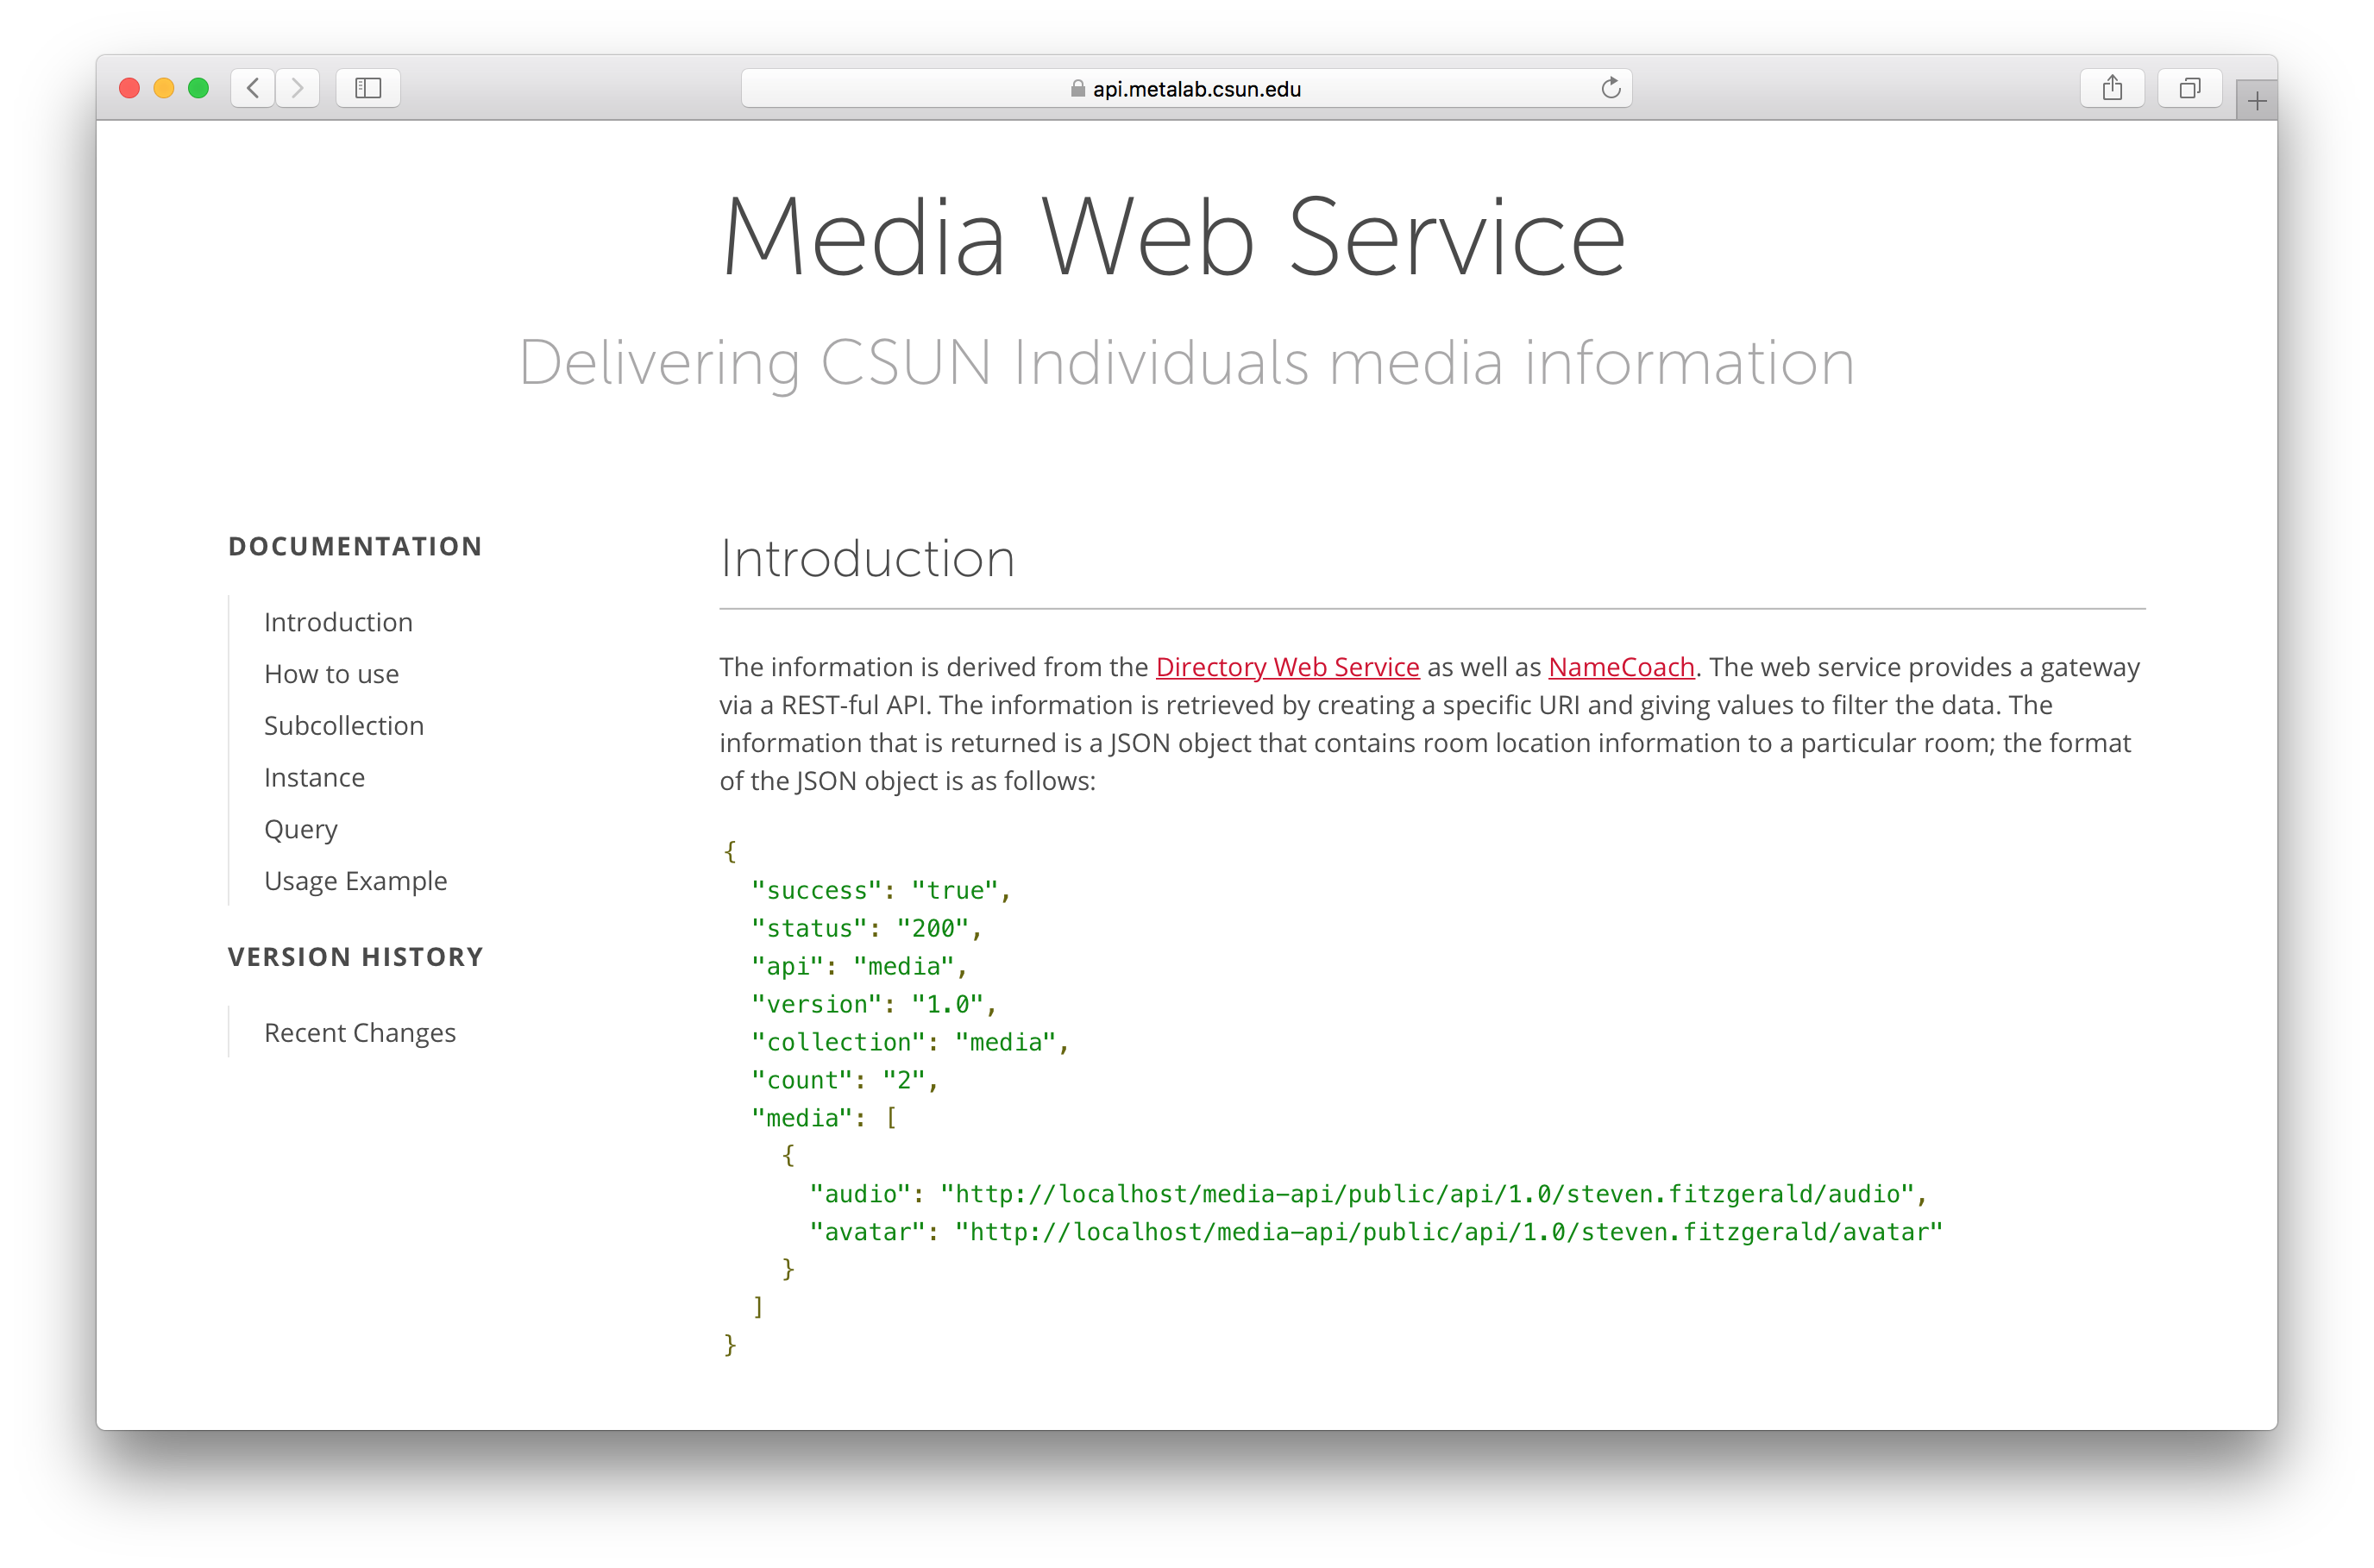 api.metalab.csun.edu
Media Web Service
Delivering CSUN Individuals media information
DOCUMENTATION
Introduction
How to use
Subcollection
Instance
Query
Usage Example
VERSION HISTORY
Recent Changes
Introduction
The information is derived from the Directory Web Service as well as NameCoach. The web service provides a gateway
via a REST-ful API. The information is retrieved by creating a specific URI and giving values to filter the data. The
information that is returned is a JSON object that contains room location information to a particular room; the format
of the JSON object is as follows:
{
  "success": "true",
  "status": "200",
  "api": "media",
  "version": "1.0",
  "collection": "media",
  "count": "2",
  "media": [
    {
      "audio": "http://localhost/media-api/public/api/1.0/steven.fitzgerald/audio",
      "avatar": "http://localhost/media-api/public/api/1.0/steven.fitzgerald/avatar"
    }
  ]
}